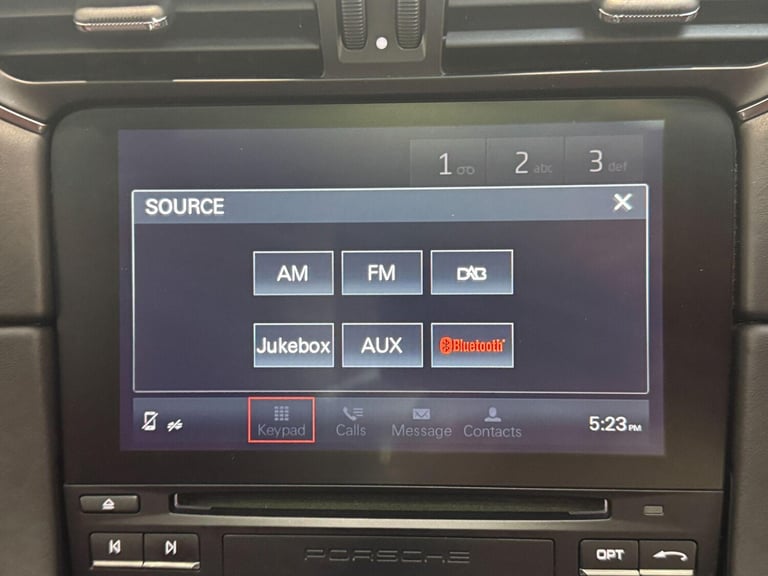 1 2 abc 3 def
SOURCE X
AM FM DAB
Jukebox AUX Bluetooth
Keypad Calls Message Contacts 5:23 PM
PORSCHE OPT